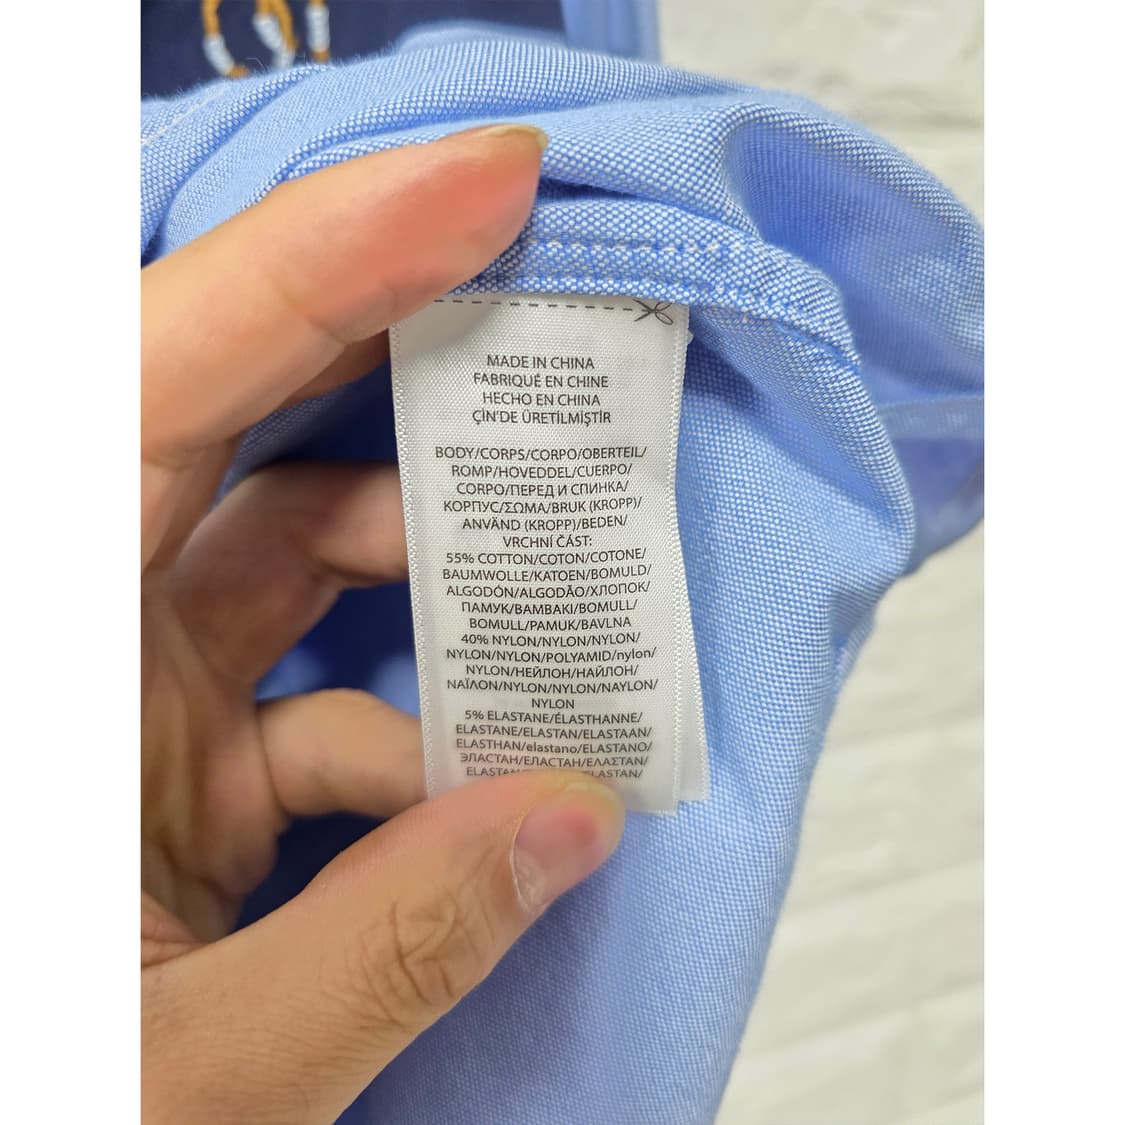 MADE IN CHINA
FABRIQUÉ EN CHINE
HECHO EN CHINA
ÇİN'DE ÜRETİLMİŞTİR
BODY/CORPS/CORPO/OBERTEIL/
ROMP/HOVEDDEL/CUERPO/
CORPO/ПЕРЕД И СПИНКА/
КОРПУС/ΣΩΜΑ/BRUK (KROPP)/
ANVÄND (KROPP)/BEDEN/
VRCHNÍ ČÁST:
55% COTTON/COTON/COTONE/
BAUMWOLLE/KATOEN/BOMULD/
ALGODÓN/ALGODÃO/ХЛОПОК/
ПАМУК/ΒΑΜΒΑΚΙ/BOMULL/
BOMULL/PAMUK/BAVLNA
40% NYLON/NYLON/NYLON/
NYLON/NYLON/POLYAMID/nylon/
NYLON/НЕЙЛОН/НАЙЛОН/
ΝΑΪΛΟΝ/NYLON/NYLON/NAYLON/
NYLON
5% ELASTANE/ÉLASTHANNE/
ELASTANE/ELASTAN/ELASTAAN/
ELASTHAN/elastano/ELASTANO/
ЭЛАСТАН/ЕЛАСТАН/ΕΛΑΣΤΑΝ/